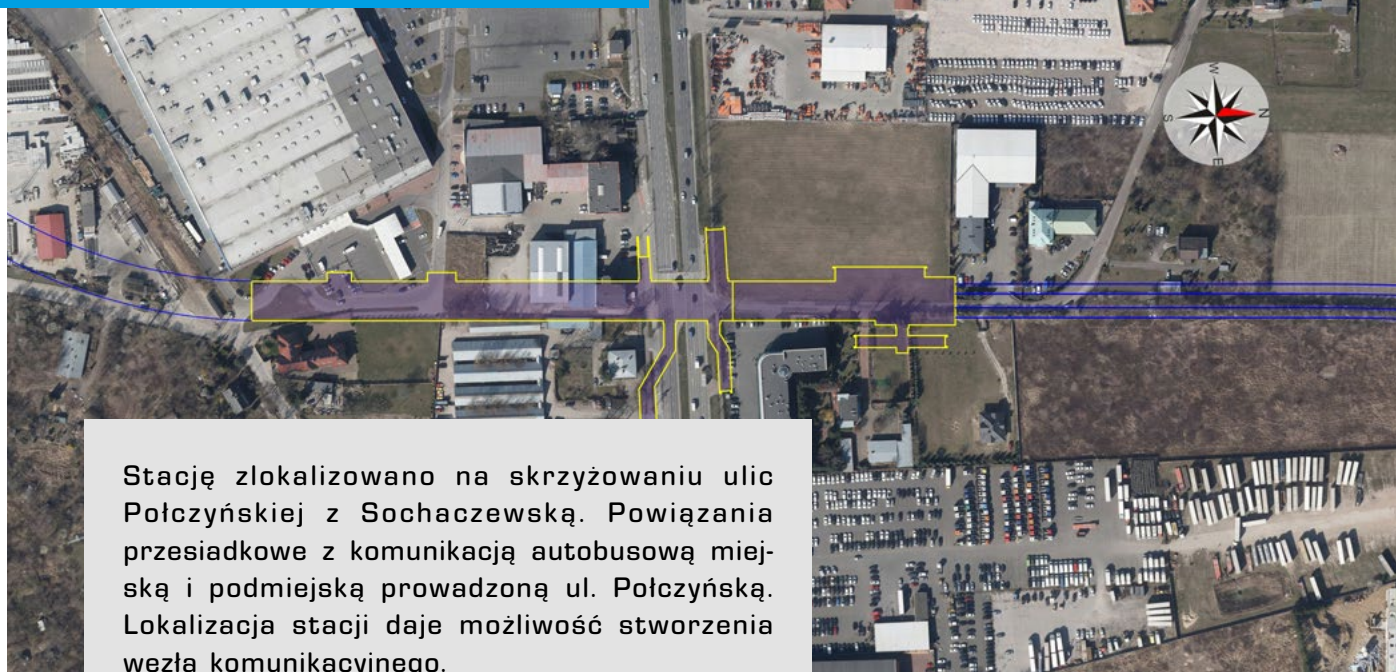 W
N
S
E
Stację zlokalizowano na skrzyżowaniu ulic
Połczyńskiej z Sochaczewską. Powiązania
przesiadkowe z komunikacją autobusową miej-
ską i podmiejską prowadzoną ul. Połczyńską.
Lokalizacja stacji daje możliwość stworzenia
węzła komunikacyjnego.